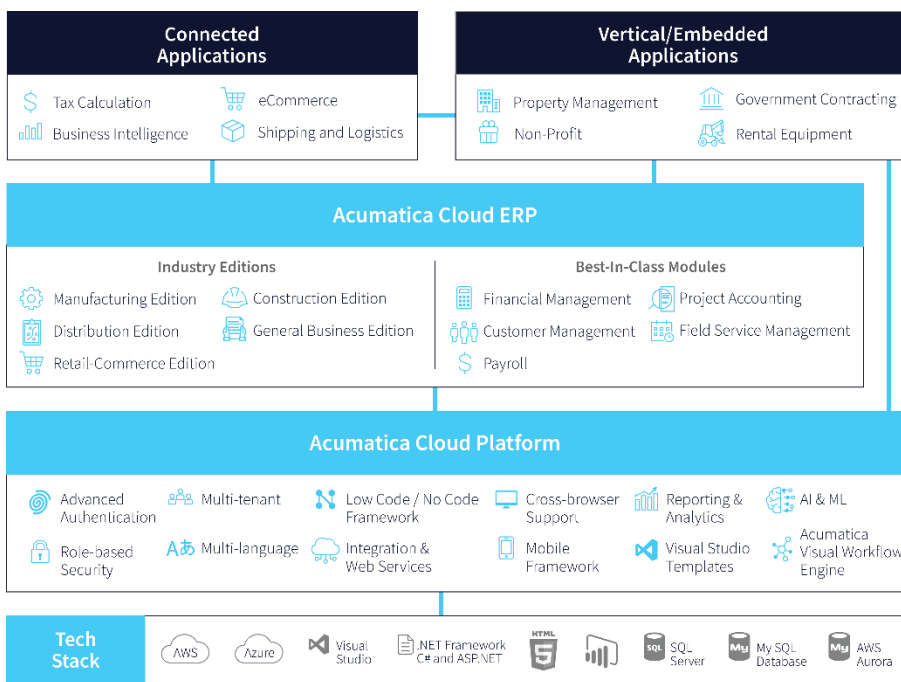 Connected
Applications
Tax Calculation
eCommerce
Business Intelligence
Shipping and Logistics
Vertical/Embedded
Applications
Property Management
Government Contracting
Non-Profit
Rental Equipment
Acumatica Cloud ERP
Industry Editions
Manufacturing Edition
Construction Edition
Distribution Edition
General Business Edition
Retail-Commerce Edition
Best-In-Class Modules
Financial Management
Project Accounting
Customer Management
Field Service Management
Payroll
Acumatica Cloud Platform
Advanced
Authentication
Multi-tenant
Low Code / No Code
Framework
Cross-browser
Support
Reporting &
Analytics
AI & ML
Role-based
Security
Aあ Multi-language
Integration &
Web Services
Mobile
Framework
Visual Studio
Templates
Acumatica
Visual Workflow
Engine
Tech
Stack
AWS
Azure
Visual
Studio
.NET Framework
C# and ASP.NET
HTML
5
SQL
SQL
Server
My
My SQL
Database
My
AWS
Aurora